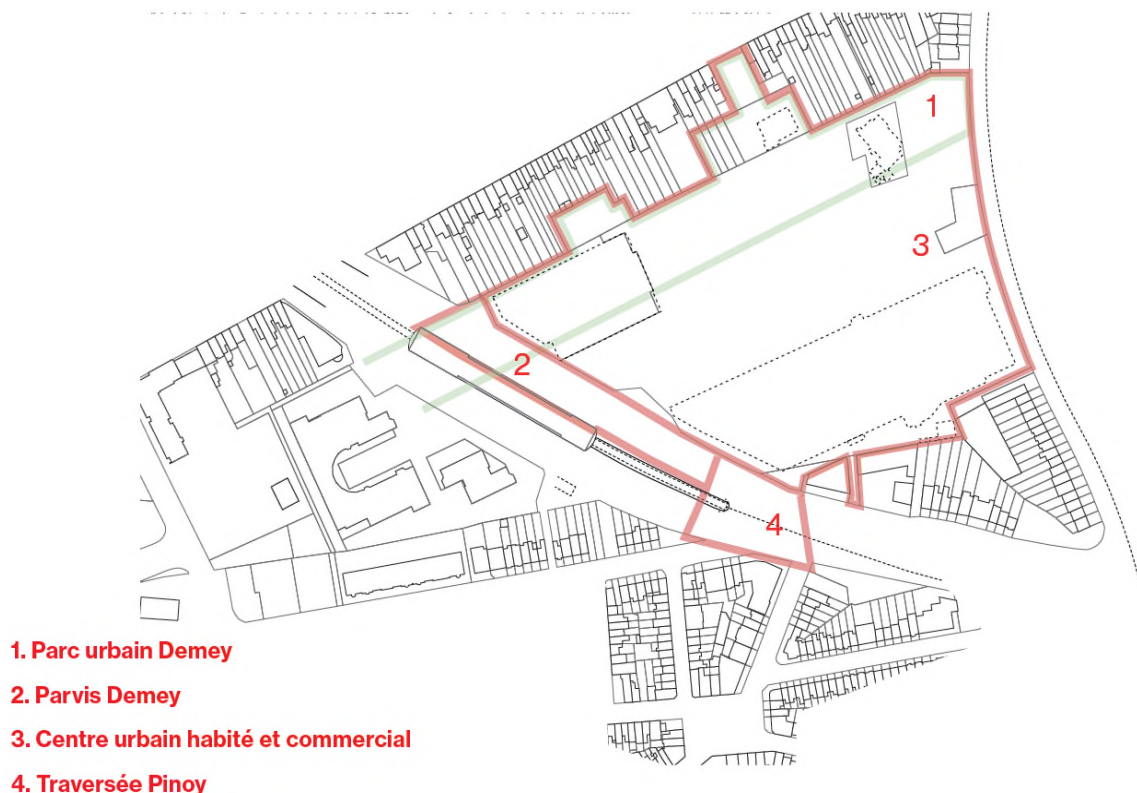 1
3
2
4
1. Parc urbain Demey
2. Parvis Demey
3. Centre urbain habité et commercial
4. Traversée Pinoy